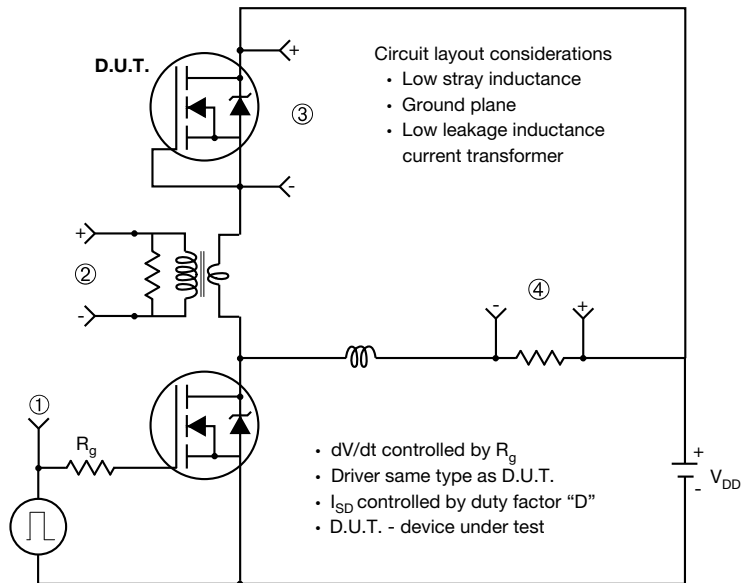 D.U.T.
+
Circuit layout considerations
• Low stray inductance
• Ground plane
• Low leakage inductance
current transformer
③
-
+
②
-
④
- +
①
R_g
• dV/dt controlled by R_g
• Driver same type as D.U.T.
• I_SD controlled by duty factor “D”
• D.U.T. - device under test
+
V_DD
-